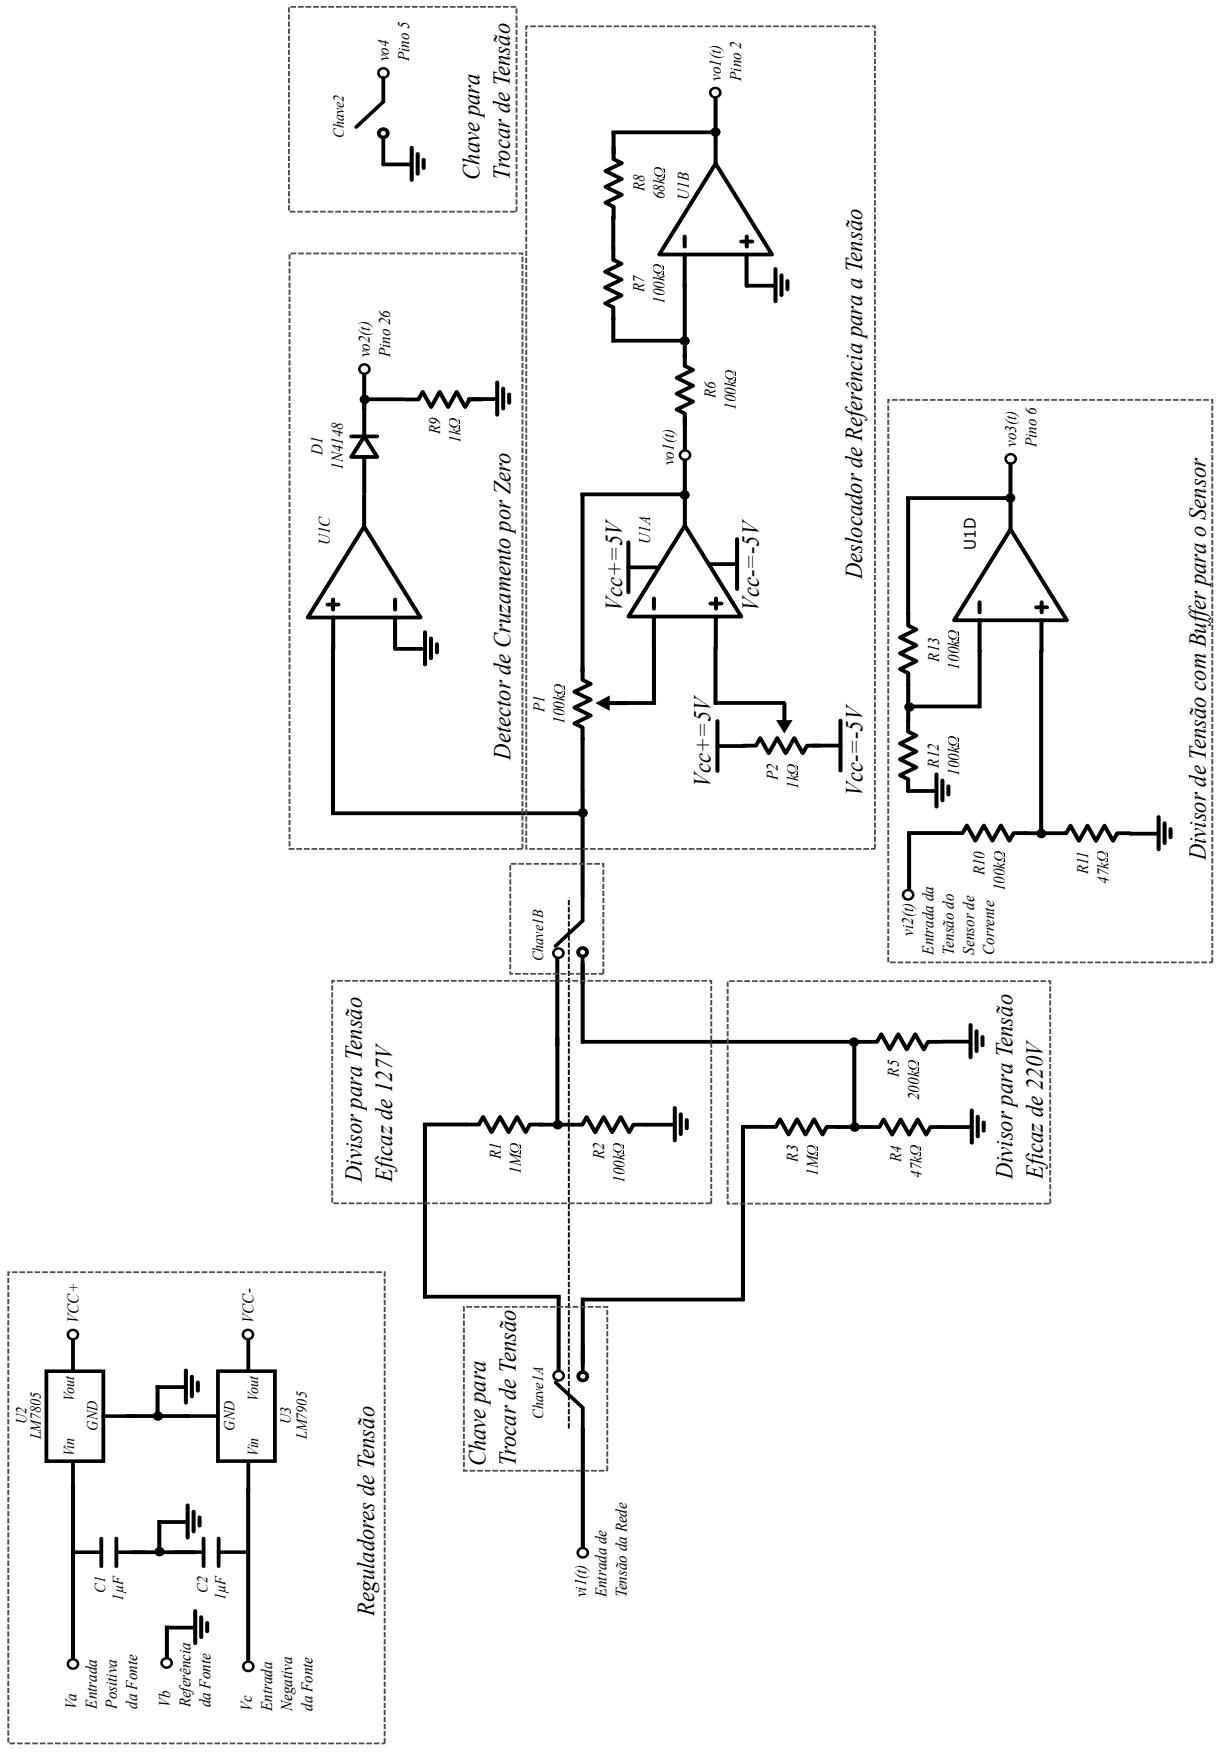 U2
LM7805
Vin
Vout
GND
VCC+
U3
LM7905
Vin
Vout
GND
VCC-
C1
1µF
C2
1µF
Va
Entrada
Positiva
da Fonte
Vb
Referência
da Fonte
Vc
Entrada
Negativa
da Fonte
Reguladores de Tensão
vi1(t)
Entrada de
Tensão da Rede
Chave para
Trocar de Tensão
Chave1A
Divisor para Tensão
Eficaz de 127V
R1
1MΩ
R2
100kΩ
R3
1MΩ
R4
47kΩ
R5
200kΩ
Divisor para Tensão
Eficaz de 220V
Chave1B
U1C
D1
1N4148
vo2(t)
Pino 26
R9
1kΩ
Detector de Cruzamento por Zero
Chave2
vo4
Pino 5
Chave para
Trocar de Tensão
P1
100kΩ
Vcc+=5V
U1A
Vcc-=-5V
Vcc+=5V
P2
1kΩ
Vcc-=-5V
vo1(t)
R6
100kΩ
R7
100kΩ
R8
68kΩ
U1B
vo1(t)
Pino 2
Deslocador de Referência para a Tensão
vi2(t)
Entrada da
Tensão do
Sensor de
Corrente
R10
100kΩ
R11
47kΩ
R12
100kΩ
R13
100kΩ
U1D
vo3(t)
Pino 6
Divisor de Tensão com Buffer para o Sensor